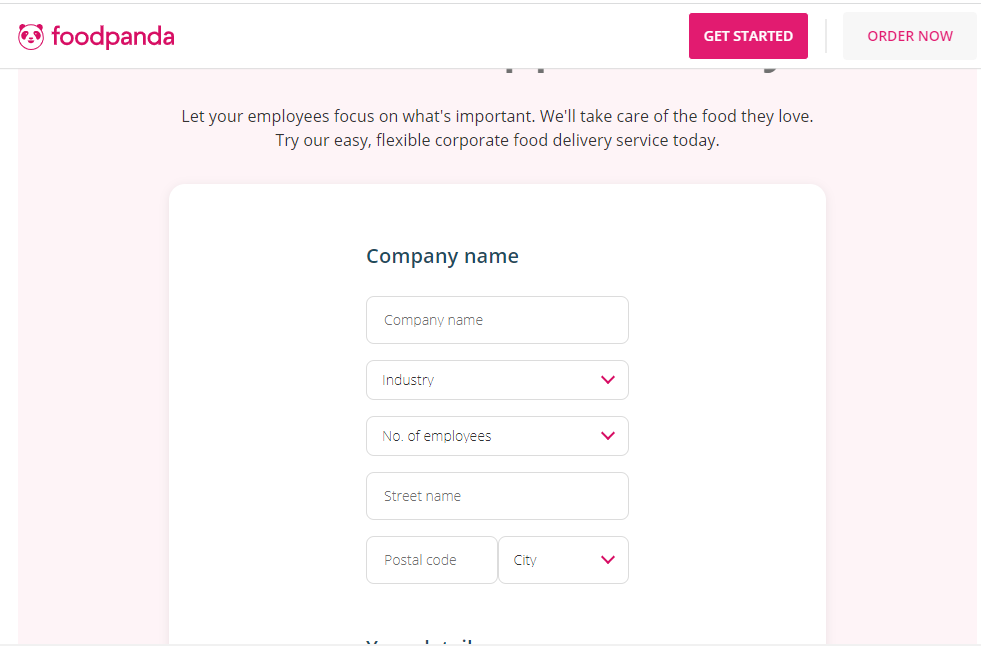 foodpanda
GET STARTED
ORDER NOW
Let your employees focus on what's important. We'll take care of the food they love.
Try our easy, flexible corporate food delivery service today.
Company name
Company name
Industry
No. of employees
Street name
Postal code
City